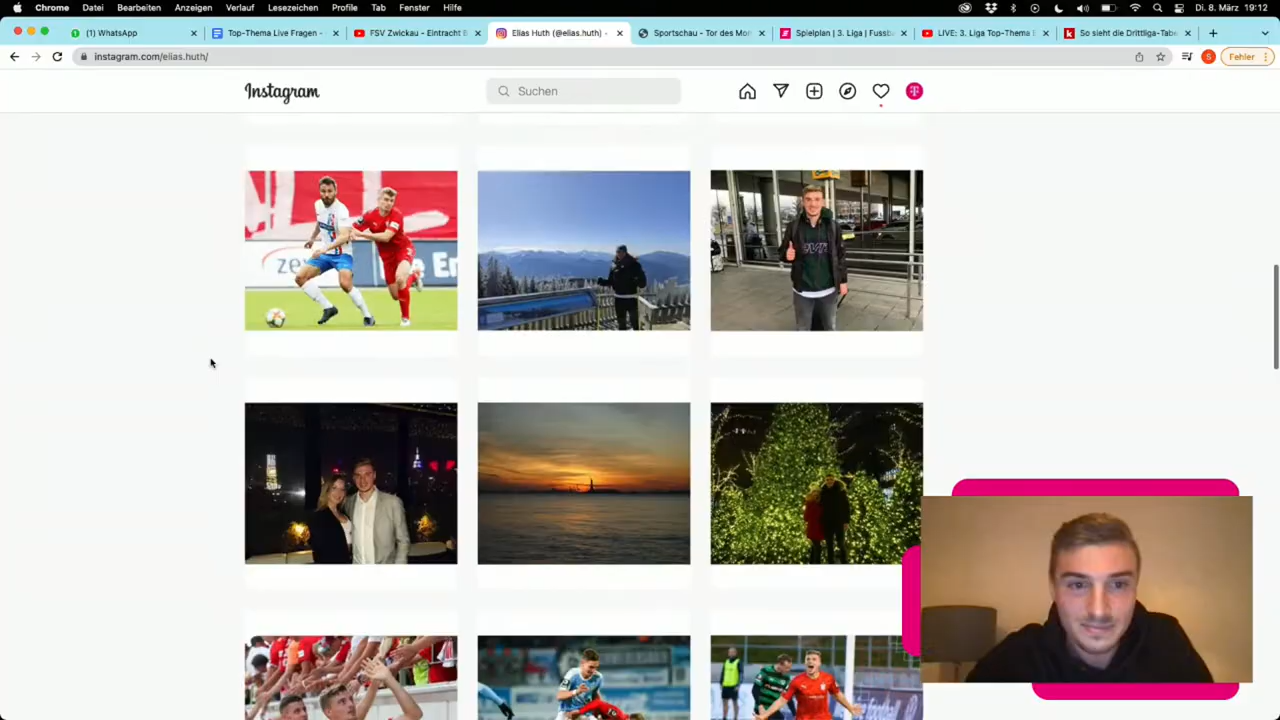 Chrome Datei Bearbeiten Anzeigen Verlauf Lesezeichen Profile Tab Fenster Hilfe Di. 8. März 19:12
(1) WhatsApp
Top-Thema Live Fragen -
FSV Zwickau - Eintracht B
Elias Huth (@elias.huth) -
Sportschau - Tor des Mon
Spielplan | 3. Liga | Fussb
LIVE: 3. Liga Top-Thema
So sieht die Drittliga-Tabe
instagram.com/elias.huth/
S
Fehler
Instagram
Suchen
T